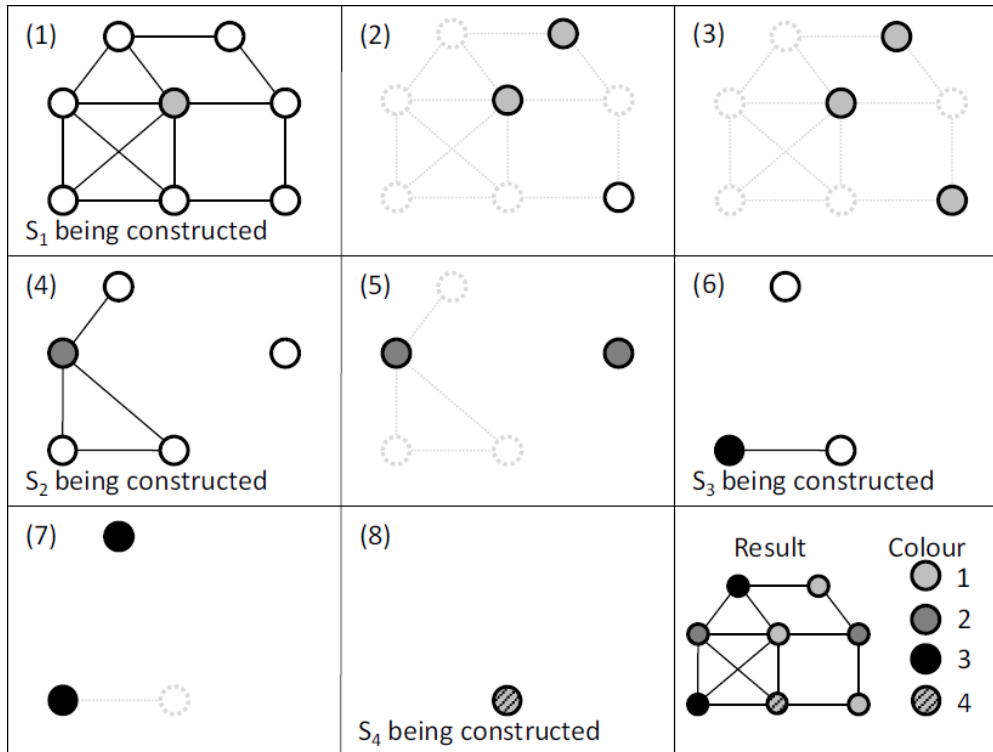 (1)
(2)
(3)
S₁ being constructed
(4)
(5)
(6)
S₂ being constructed
S₃ being constructed
(7)
(8)
Result
Colour
1
2
3
4
S₄ being constructed